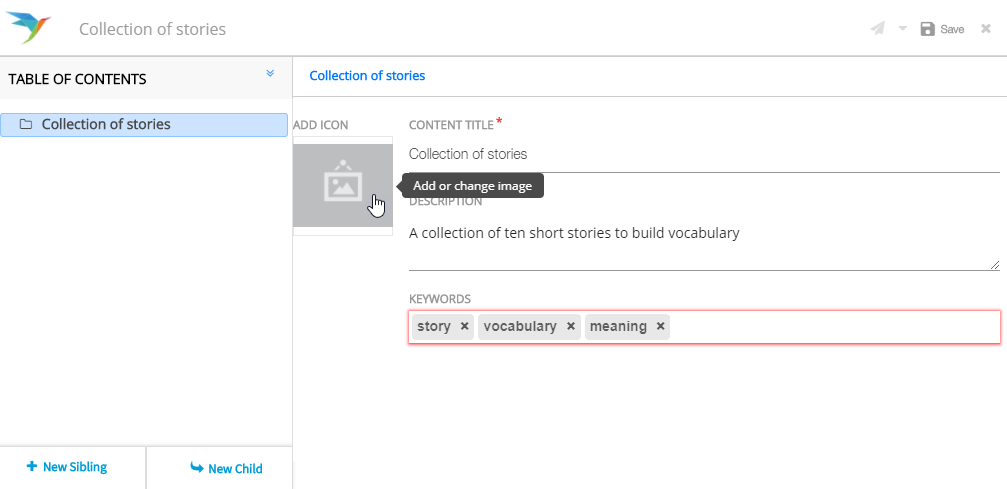 Collection of stories
Save
TABLE OF CONTENTS
Collection of stories
Collection of stories
ADD ICON
CONTENT TITLE*
Collection of stories
Add or change image
DESCRIPTION
A collection of ten short stories to build vocabulary
KEYWORDS
story × vocabulary × meaning ×
New Sibling
New Child